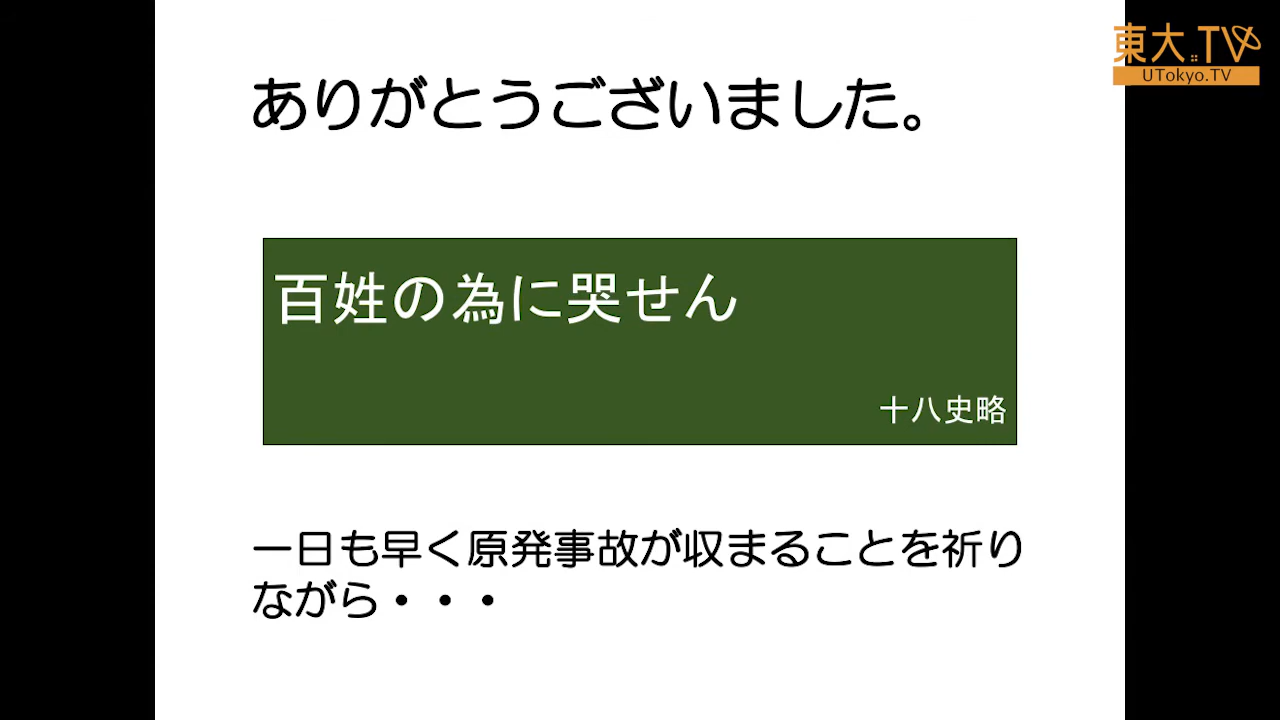 東大.TV
UTokyo.TV
ありがとうございました。
百姓の為に哭せん
十八史略
一日も早く原発事故が収まることを祈り
ながら・・・